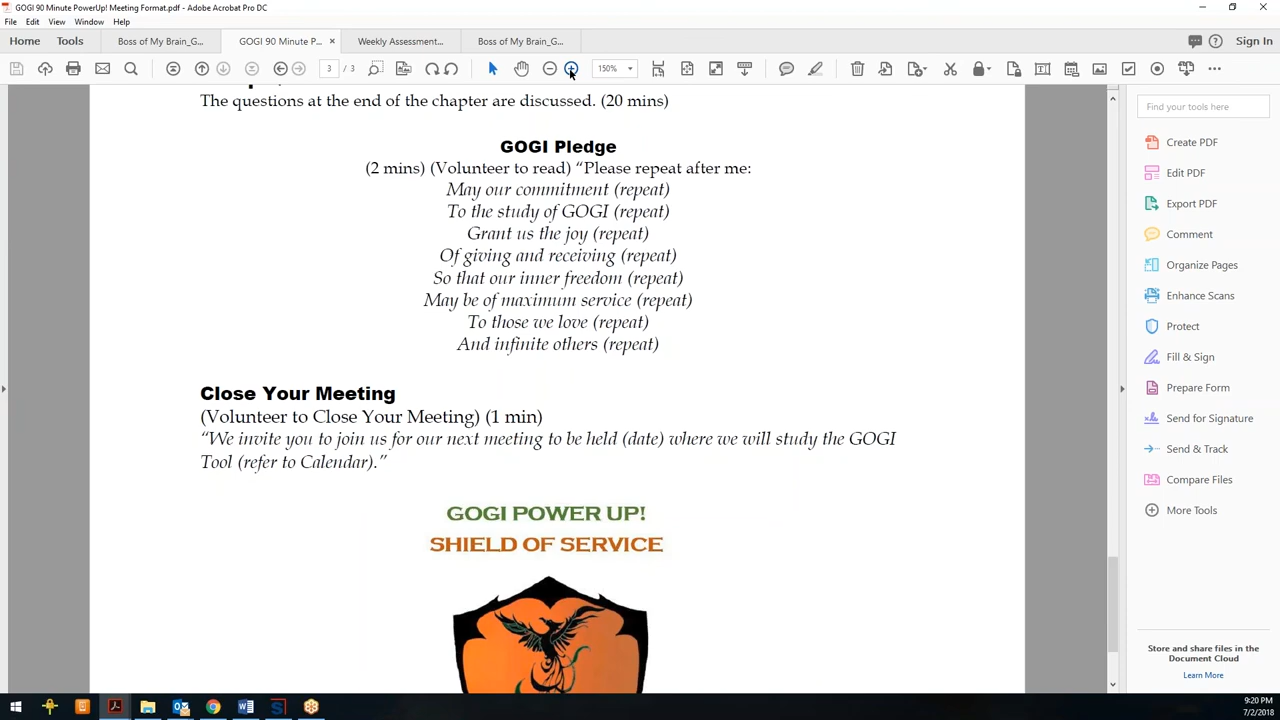 GOGI 90 Minute PowerUp! Meeting Format.pdf - Adobe Acrobat Pro DC
File Edit View Window Help
Home Tools Boss of My Brain_G... GOGI 90 Minute P... × Weekly Assessment... Boss of My Brain_G... Sign In
3 / 3 150%
The questions at the end of the chapter are discussed. (20 mins)
GOGI Pledge
(2 mins) (Volunteer to read) “Please repeat after me:
May our commitment (repeat)
To the study of GOGI (repeat)
Grant us the joy (repeat)
Of giving and receiving (repeat)
So that our inner freedom (repeat)
May be of maximum service (repeat)
To those we love (repeat)
And infinite others (repeat)
Close Your Meeting
(Volunteer to Close Your Meeting) (1 min)
“We invite you to join us for our next meeting to be held (date) where we will study the GOGI
Tool (refer to Calendar).”
GOGI POWER UP!
SHIELD OF SERVICE
Find your tools here
Create PDF
Edit PDF
Export PDF
Comment
Organize Pages
Enhance Scans
Protect
Fill & Sign
Prepare Form
Send for Signature
Send & Track
Compare Files
More Tools
Store and share files in the
Document Cloud
Learn More
9:20 PM
7/2/2018